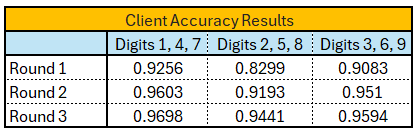 Client Accuracy Results
Digits 1, 4, 7 Digits 2, 5, 8 Digits 3, 6, 9
Round 1 0.9256 0.8299 0.9083
Round 2 0.9603 0.9193 0.951
Round 3 0.9698 0.9441 0.9594